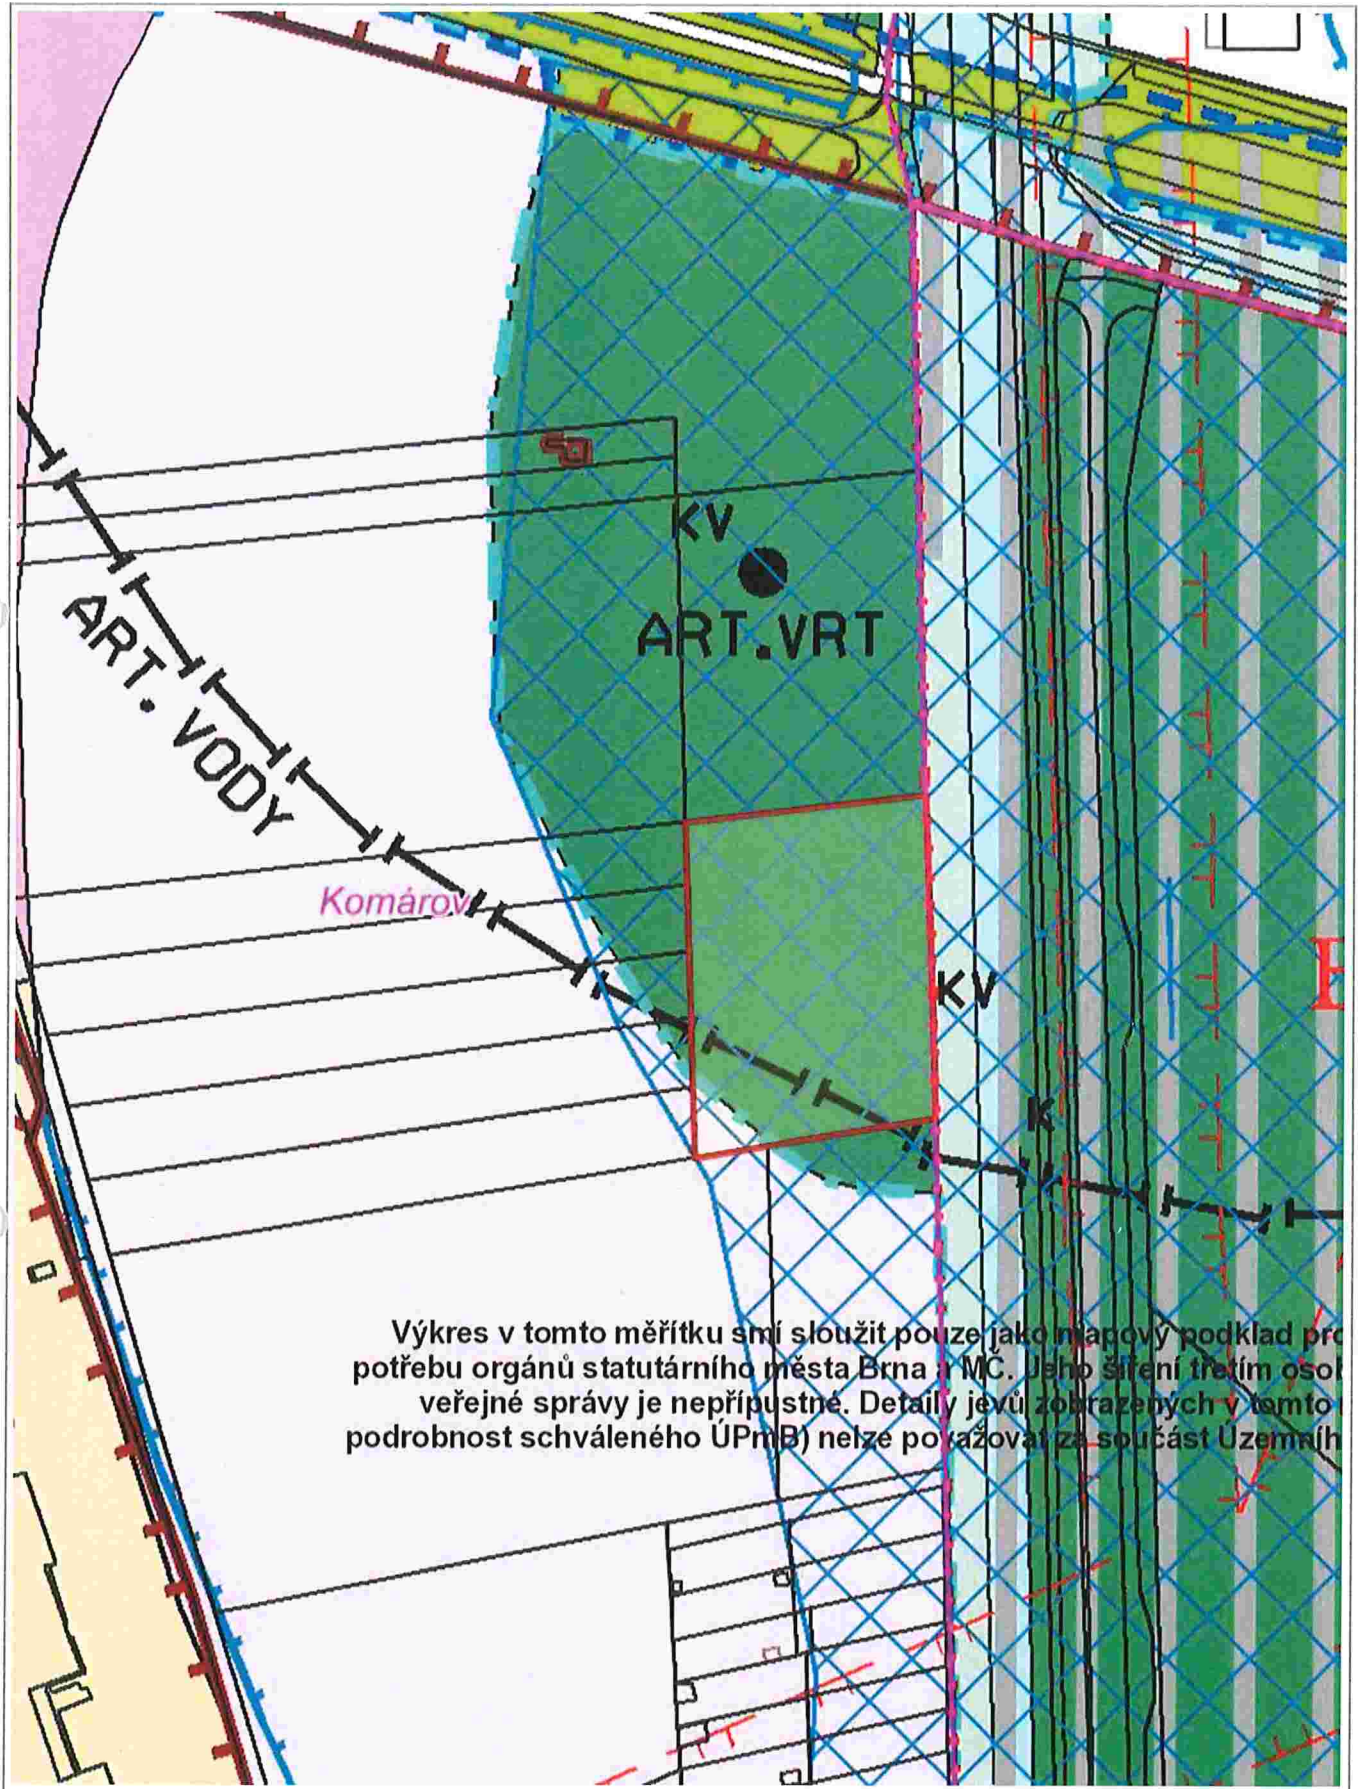 KV
ART.VRT
ART. VODY
Komárov
KV
K
Výkres v tomto měřítku smí sloužit pouze jako mapový podklad pro
potřebu orgánů statutárního města Brna a MČ. Jeho šíření třetím osob
veřejné správy je nepřípustné. Detaily jevů zobrazených v tomto
podrobnost schváleného ÚPmB) nelze považovat za součást Územníh